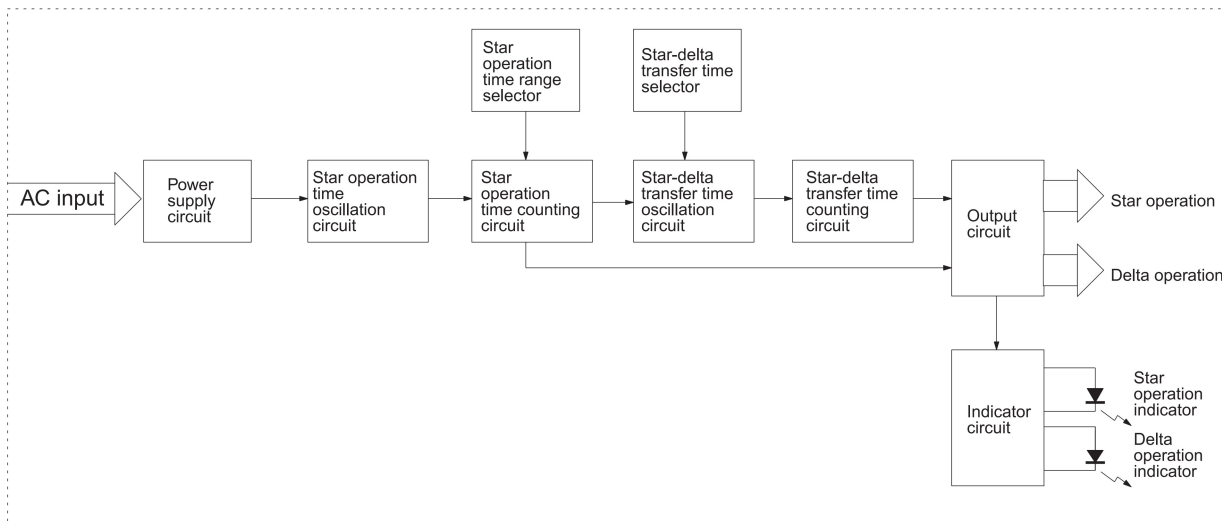 Star
operation
time range
selector
Star-delta
transfer time
selector
AC input
Power
supply
circuit
Star operation
time
oscillation
circuit
Star
operation
time counting
circuit
Star-delta
transfer time
oscillation
circuit
Star-delta
transfer time
counting
circuit
Output
circuit
Star operation
Delta operation
Indicator
circuit
Star
operation
indicator
Delta
operation
indicator